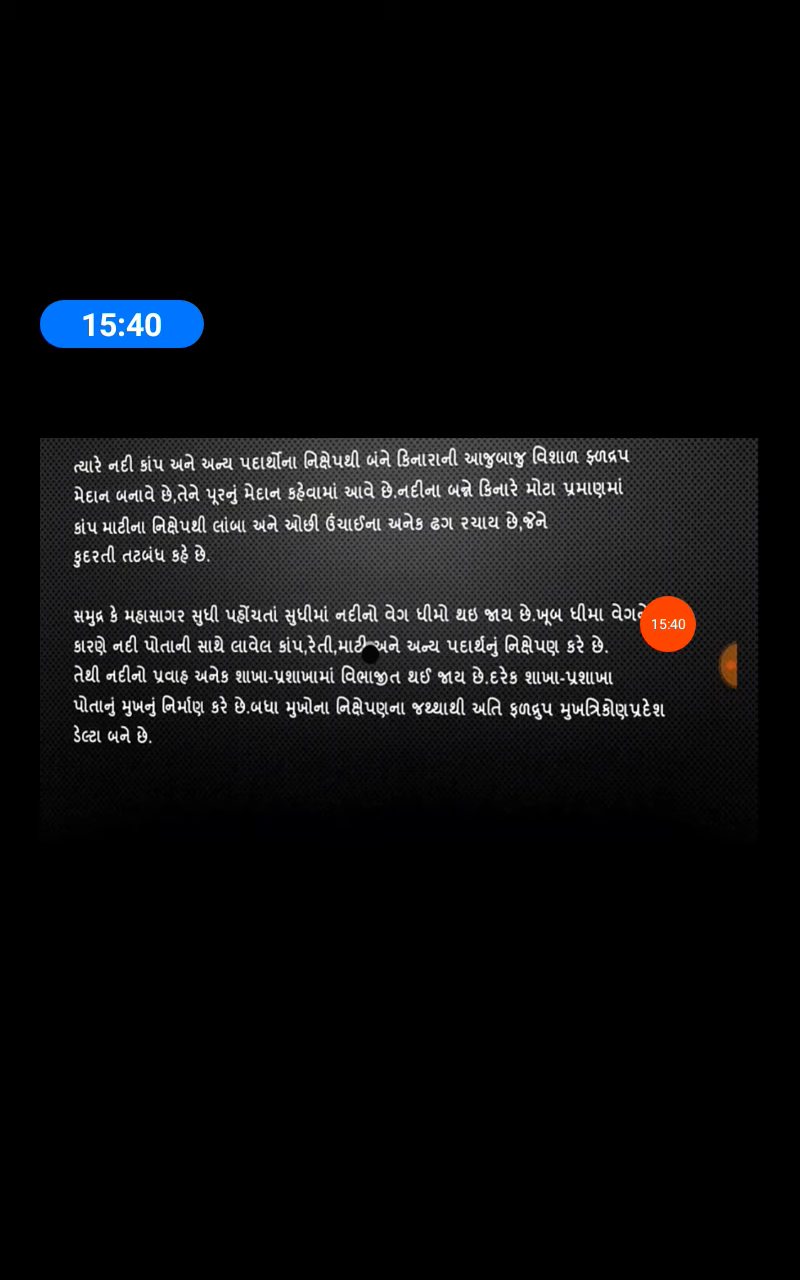 15:40
ત્યારે નદી કાંપ અને અન્ય પદાર્થોના નિક્ષેપથી બંને કિનારાની આજુબાજુ વિશાળ ફળદ્રુપ
મેદાન બનાવે છે,તેને પૂરનું મેદાન કહેવામાં આવે છે.નદીના બન્ને કિનારે મોટા પ્રમાણમાં
કાંપ માટીના નિક્ષેપથી લાંબા અને ઓછી ઉંચાઈના અનેક ઢગ રચાય છે,જેને
કુદરતી તટબંધ કહે છે.
સમુદ્ર કે મહાસાગર સુધી પહોંચતાં સુધીમાં નદીનો વેગ ધીમો થઇ જાય છે.ખૂબ ધીમા વેગને
15:40
કારણે નદી પોતાની સાથે લાવેલ કાંપ,રેતી,માટી અને અન્ય પદાર્થનું નિક્ષેપણ કરે છે.
તેથી નદીનો પ્રવાહ અનેક શાખા-પ્રશાખામાં વિભાજીત થઈ જાય છે.દરેક શાખા-પ્રશાખા
પોતાનું મુખનું નિર્માણ કરે છે.બધા મુખોના નિક્ષેપણના જથ્થાથી અતિ ફળદ્રુપ મુખત્રિકોણપ્રદેશ
ડેલ્ટા બને છે.